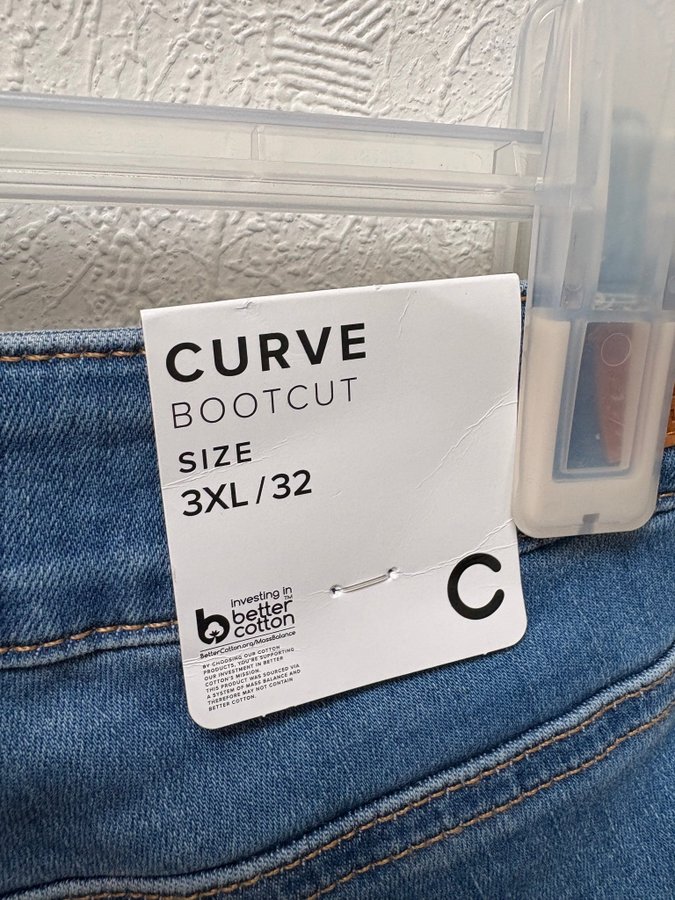 CURVE
BOOTCUT
SIZE
3XL / 32
investing in
better
cotton™
BetterCotton.org/MassBalance
BY CHOOSING OUR COTTON
PRODUCTS, YOU'RE SUPPORTING
OUR INVESTMENT IN BETTER
COTTON'S MISSION.
THIS PRODUCT WAS SOURCED VIA
A SYSTEM OF MASS BALANCE AND
THEREFORE MAY NOT CONTAIN
BETTER COTTON.
C